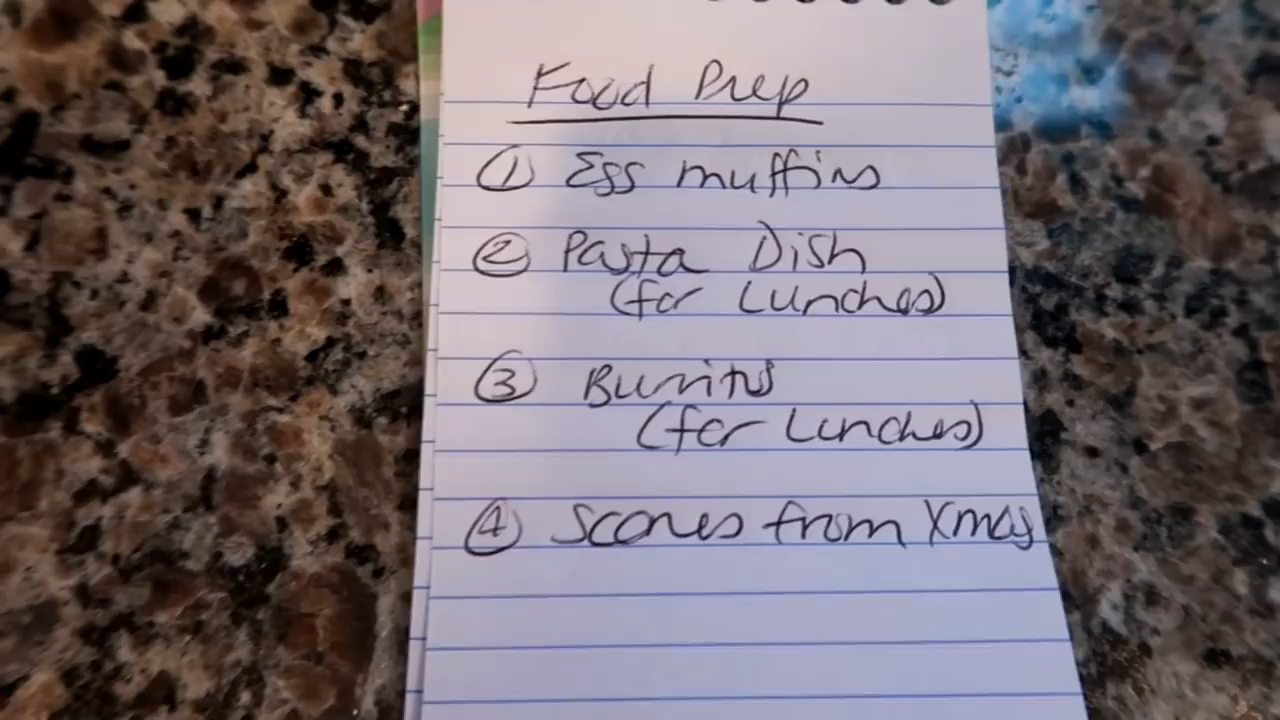 Food Prep
① Egg muffins
② Pasta Dish
(for Lunches)
③ Burritos
(for Lunches)
④ Scones from Xmas